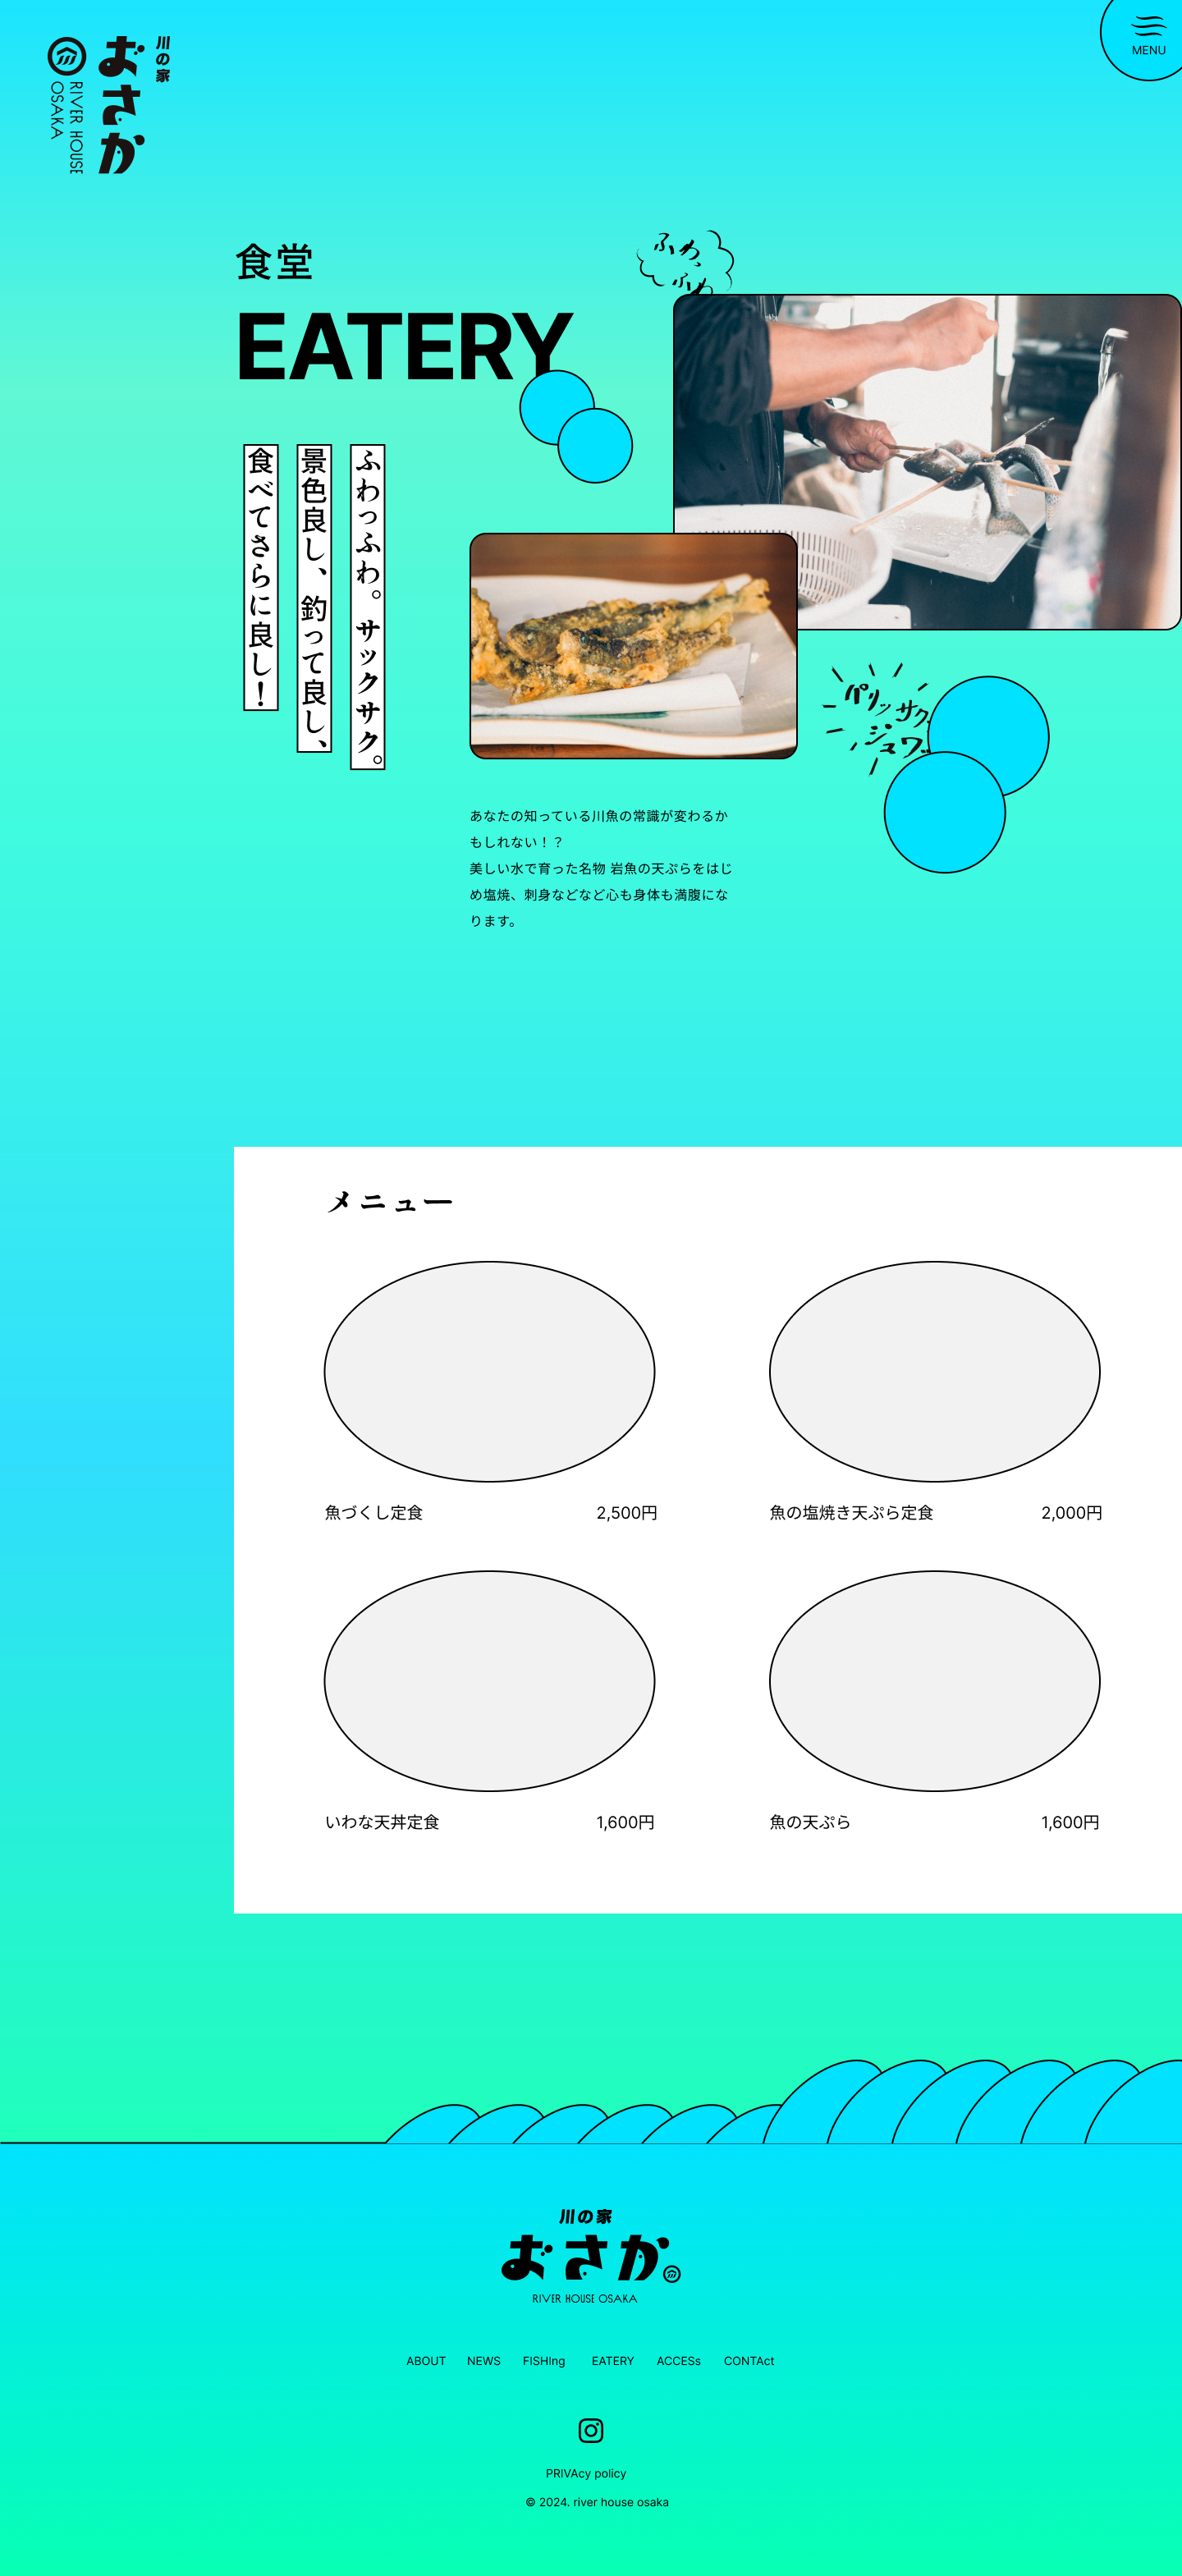 川の家
おさか
RIVER HOUSE
OSAKA
MENU
食堂
EATERY
ふわっ
ふわ
ふわっふわ。サックサク。
景色良し、釣って良し、
食べてさらに良し！
パリッ サク
ジュワ
あなたの知っている川魚の常識が変わるか
もしれない！？
美しい水で育った名物 岩魚の天ぷらをはじ
め塩焼、刺身などなど心も身体も満腹にな
ります。
メニュー
魚づくし定食 2,500円
魚の塩焼き天ぷら定食 2,000円
いわな天丼定食 1,600円
魚の天ぷら 1,600円
川の家
おさか
RIVER HOUSE OSAKA
ABOUT NEWS FISHIng EATERY ACCESs CONTAct
PRIVAcy policy
© 2024. river house osaka